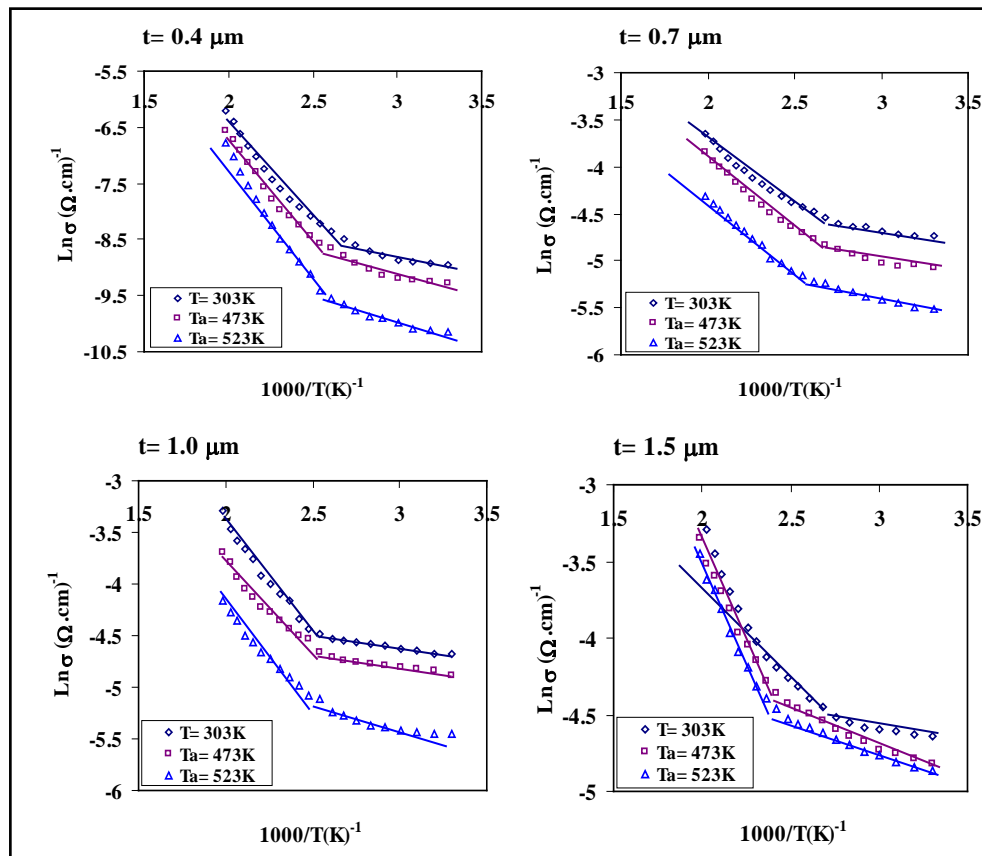 t= 0.4 μm
-5.5
1.5 2 2.5 3 3.5
-6.5
-7.5
-8.5
-9.5
-10.5
Ln σ (Ω.cm)-1
T= 303K
Ta= 473K
Ta= 523K
1000/T(K)-1
t= 0.7 μm
-3
1.5 2 2.5 3 3.5
-4
-5
-6
Ln σ (Ω.cm)-1
T= 303K
Ta= 473K
Ta= 523K
1000/T(K)-1
t= 1.0 μm
-3
1.5 2 2.5 3 3.5
-3.5
-4
-4.5
-5
-5.5
-6
Ln σ (Ω.cm)-1
T= 303K
Ta= 473K
Ta= 523K
1000/T(K)-1
t= 1.5 μm
-3
1.5 2 2.5 3 3.5
-3.5
-4
-4.5
-5
Ln σ (Ω.cm)-1
T= 303K
Ta= 473K
Ta= 523K
1000/T(K)-1